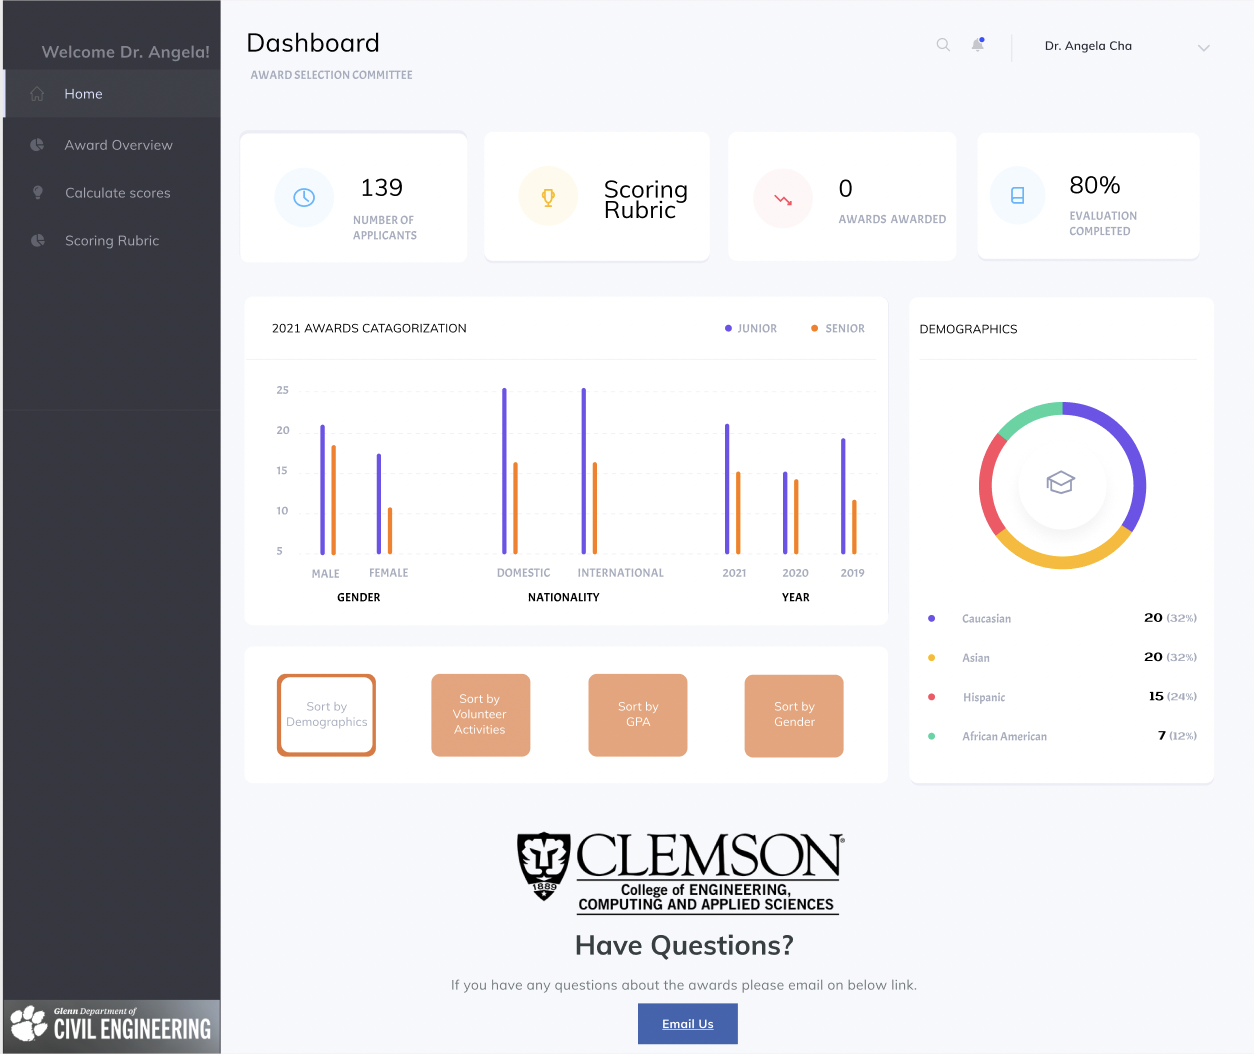 Welcome Dr. Angela!
Home
Award Overview
Calculate scores
Scoring Rubric
Glenn Department of
CIVIL ENGINEERING
Dashboard
AWARD SELECTION COMMITTEE
Dr. Angela Cha
139
NUMBER OF
APPLICANTS
Scoring
Rubric
0
AWARDS AWARDED
80%
EVALUATION
COMPLETED
2021 AWARDS CATAGORIZATION
JUNIOR
SENIOR
25
20
15
10
5
MALE
FEMALE
DOMESTIC
INTERNATIONAL
2021
2020
2019
GENDER
NATIONALITY
YEAR
DEMOGRAPHICS
Caucasian 20 (32%)
Asian 20 (32%)
Hispanic 15 (24%)
African American 7 (12%)
Sort by
Demographics
Sort by
Volunteer
Activities
Sort by
GPA
Sort by
Gender
1889
CLEMSON®
College of ENGINEERING,
COMPUTING AND APPLIED SCIENCES
Have Questions?
If you have any questions about the awards please email on below link.
Email Us